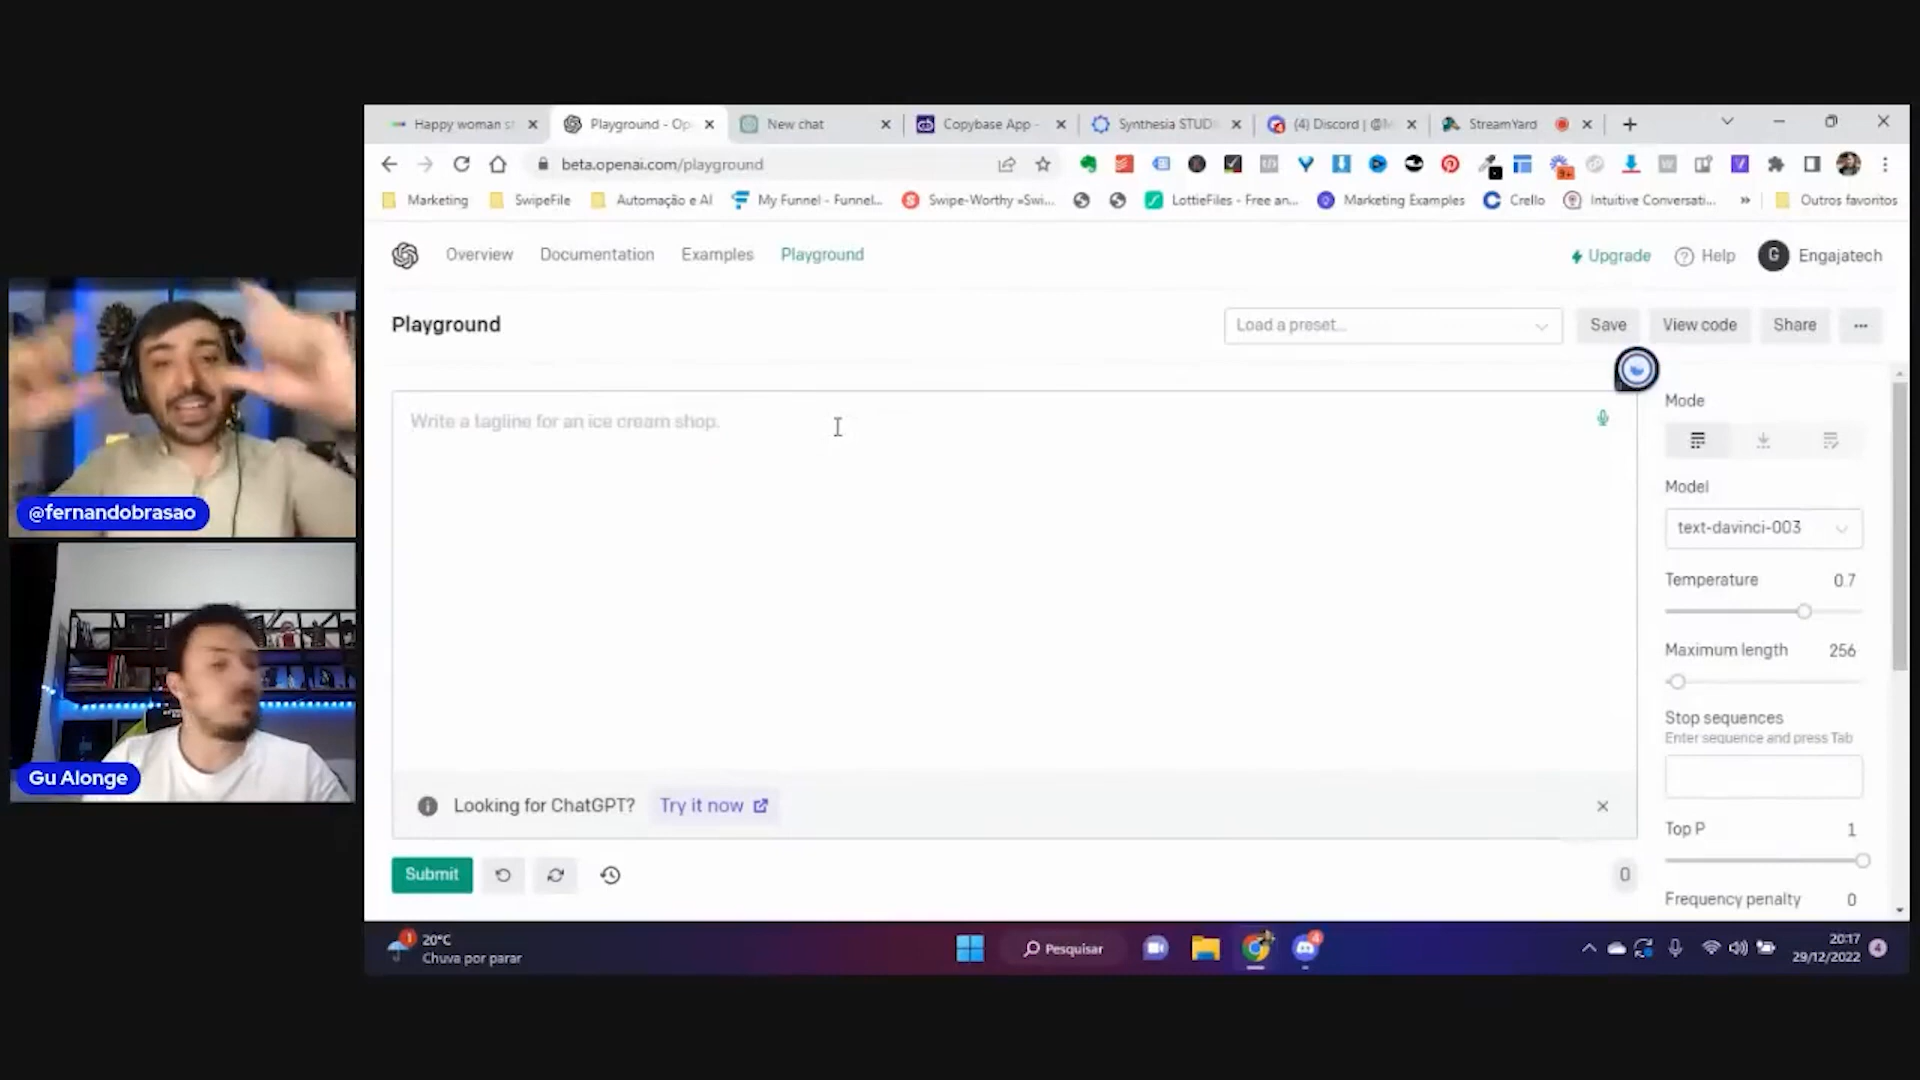 Happy woman s
Playground - Op
New chat
Copybase App -
Synthesia STUD
(4) Discord | @M
StreamYard
beta.openai.com/playground
9+
Marketing
SwipeFile
Automação e AI
My Funnel - Funnel...
Swipe-Worthy »Swi...
LottieFiles - Free an...
Marketing Examples
Crello
Intuitive Conversati...
»
Outros favoritos
Overview
Documentation
Examples
Playground
Upgrade
Help
G
Engajatech
Playground
Load a preset...
Save
View code
Share
...
Write a tagline for an ice cream shop.
Mode
Model
text-davinci-003
Temperature 0.7
Maximum length 256
Stop sequences
Enter sequence and press Tab
Top P 1
Frequency penalty 0
Looking for ChatGPT? Try it now
Submit
0
@fernandobrasao
Gu Alonge
1
20°C
Chuva por parar
Pesquisar
4
20:17
29/12/2022
4